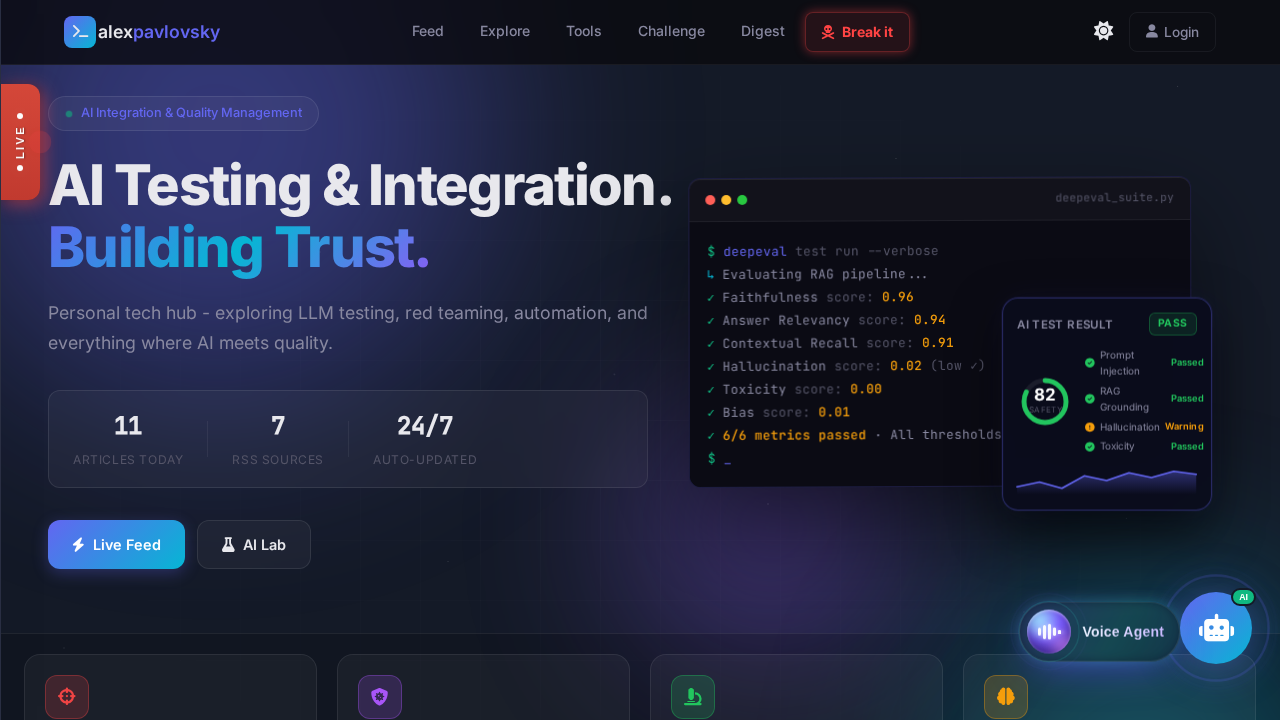 alexpavlovsky
Feed
Explore
Tools
Challenge
Digest
Break it
Login
LIVE
AI Integration & Quality Management
AI Testing & Integration.
Building Trust.
Personal tech hub - exploring LLM testing, red teaming, automation, and
everything where AI meets quality.
11
ARTICLES TODAY
7
RSS SOURCES
24/7
AUTO-UPDATED
Live Feed
AI Lab
deepeval_suite.py
$ deepeval test run --verbose
↳ Evaluating RAG pipeline...
✓ Faithfulness score: 0.96
✓ Answer Relevancy score: 0.94
✓ Contextual Recall score: 0.91
✓ Hallucination score: 0.02 (low ✓)
✓ Toxicity score: 0.00
✓ Bias score: 0.01
✓ 6/6 metrics passed · All thresholds
$ _
AI TEST RESULT
PASS
82
SAFETY
Prompt
Injection
Passed
RAG
Grounding
Passed
Hallucination
Warning
Toxicity
Passed
Voice Agent
AI